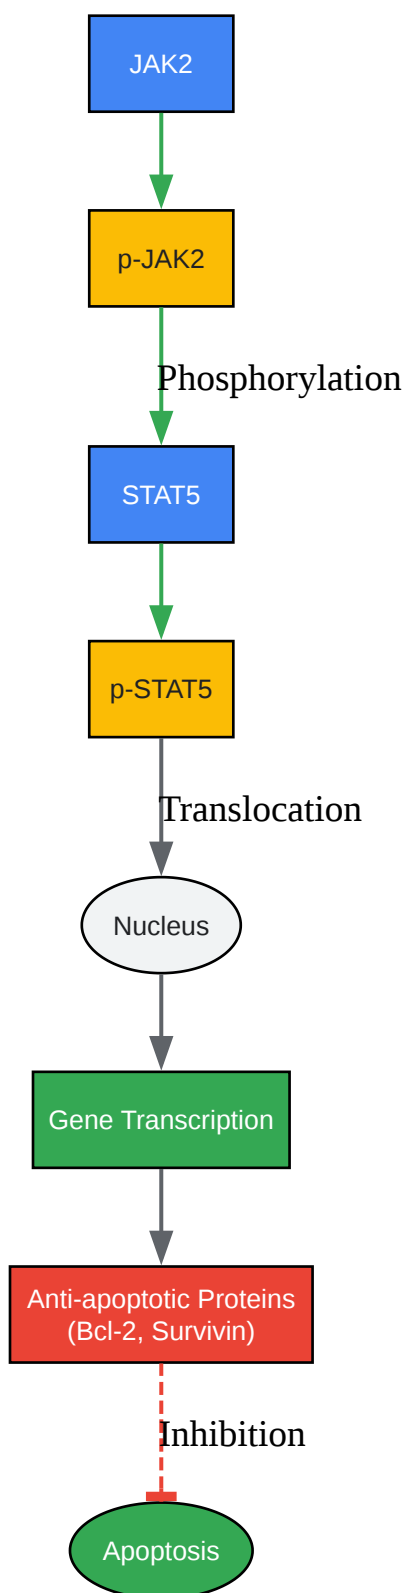 JAK2
p-JAK2
Phosphorylation
STAT5
p-STAT5
Translocation
Nucleus
Gene Transcription
Anti-apoptotic Proteins
(Bcl-2, Survivin)
Inhibition
Apoptosis